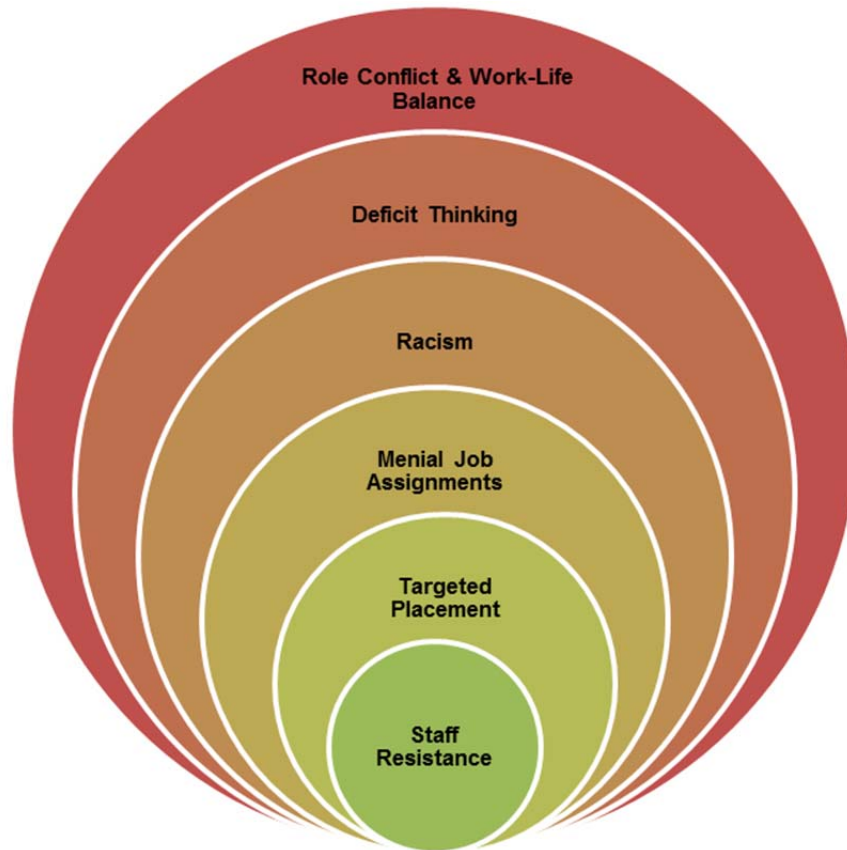 Role Conflict & Work-Life
Balance
Deficit Thinking
Racism
Menial Job
Assignments
Targeted
Placement
Staff
Resistance